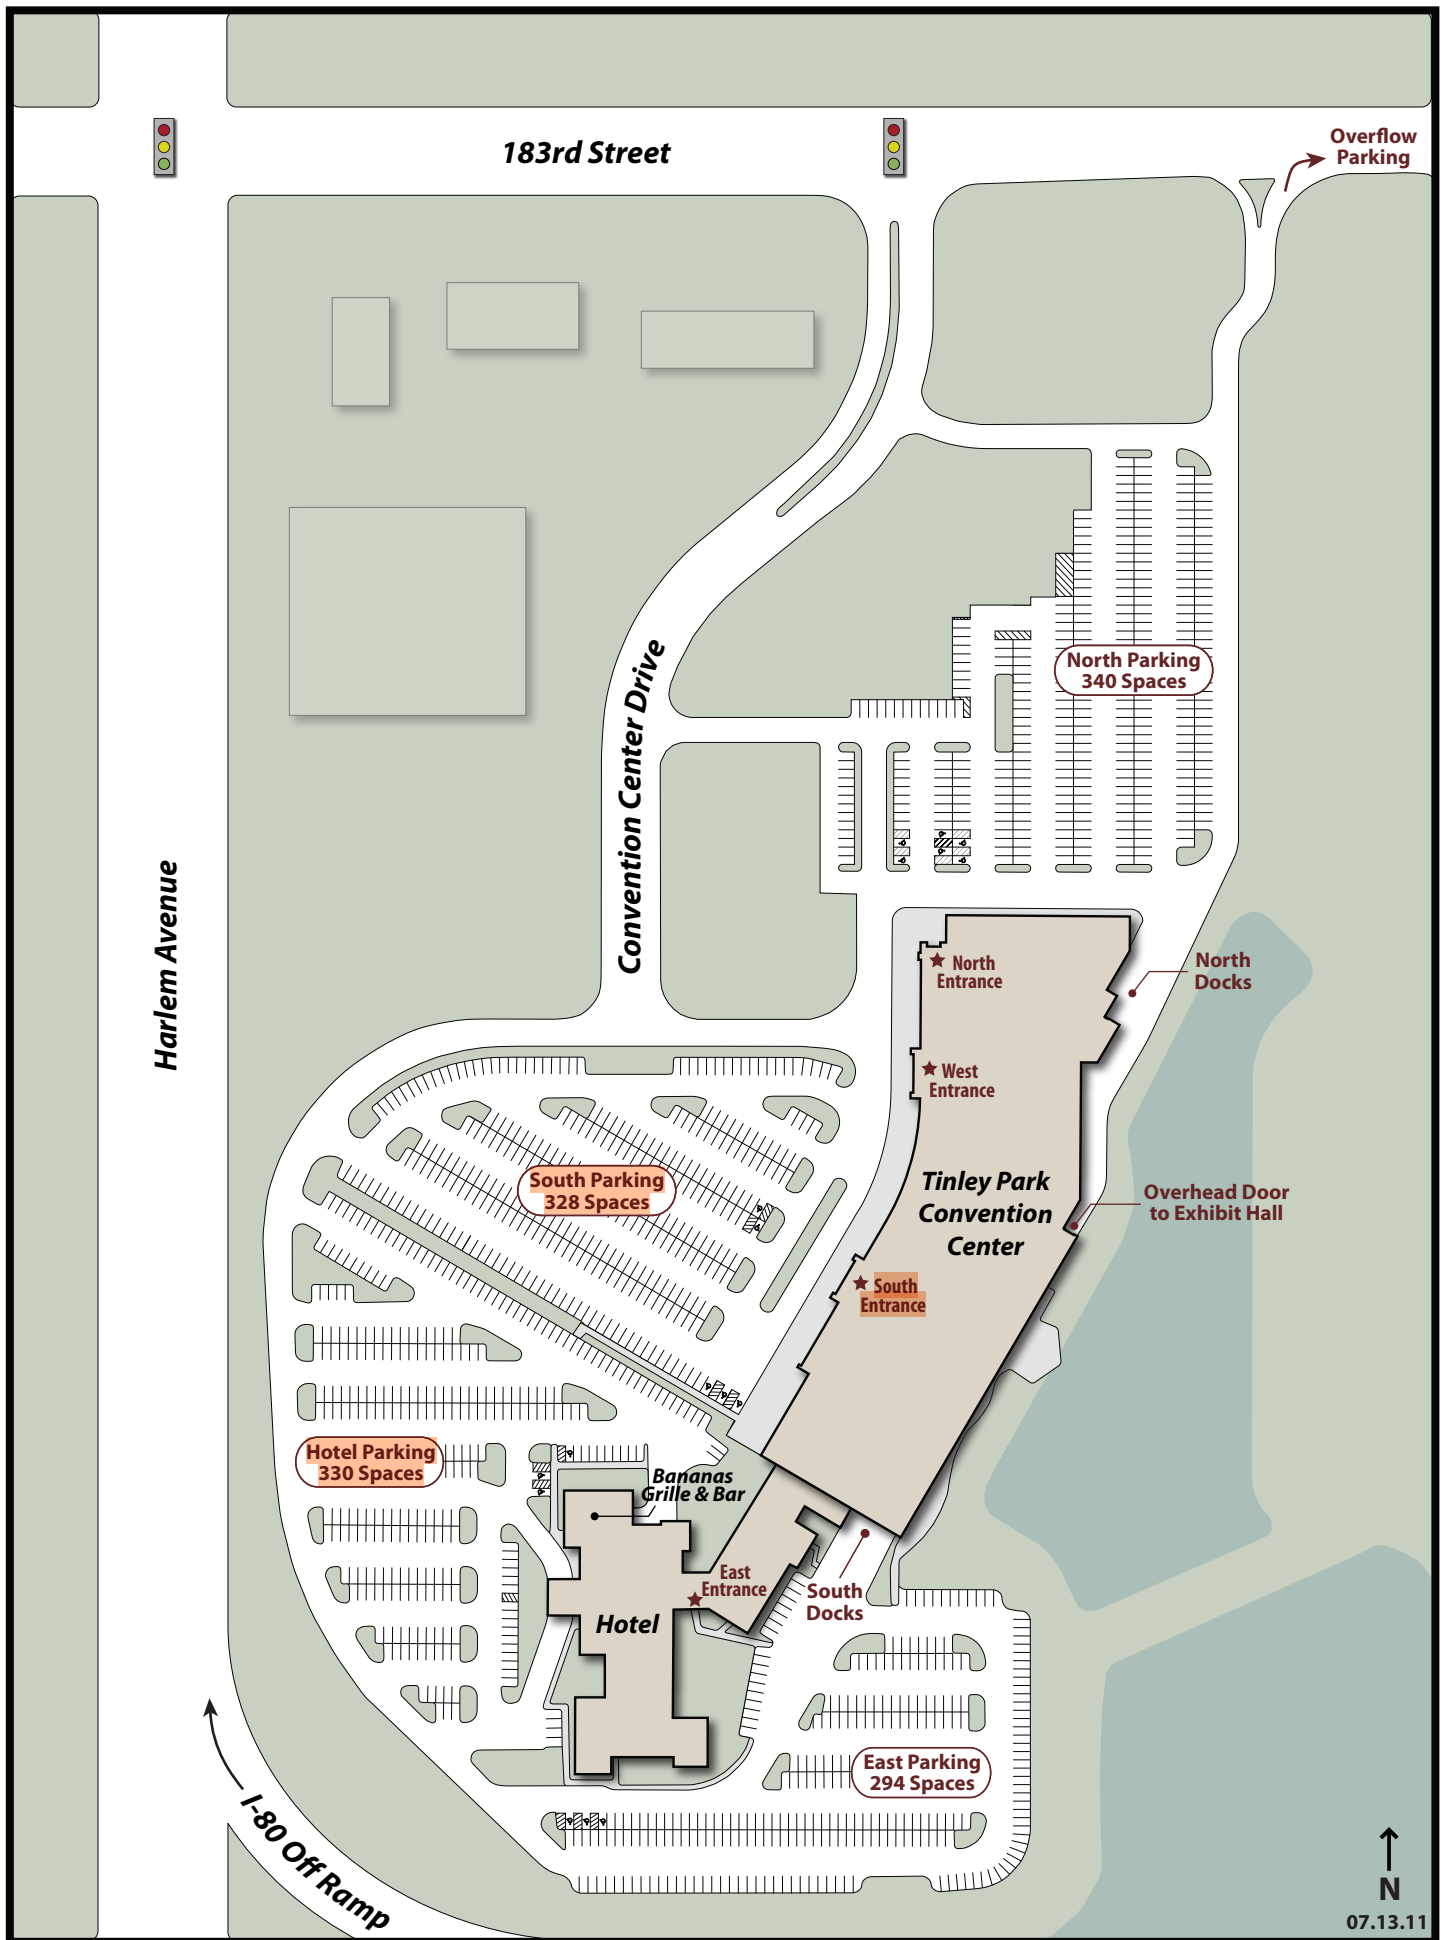 183rd Street
Overflow
Parking
North Parking
340 Spaces
Convention Center Drive
Harlem Avenue
North
Entrance
North
Docks
West
Entrance
South Parking
328 Spaces
Tinley Park
Convention
Center
Overhead Door
to Exhibit Hall
South
Entrance
Hotel Parking
330 Spaces
Bananas
Grille & Bar
East
Entrance
South
Docks
Hotel
East Parking
294 Spaces
I-80 Off Ramp
N
07.13.11